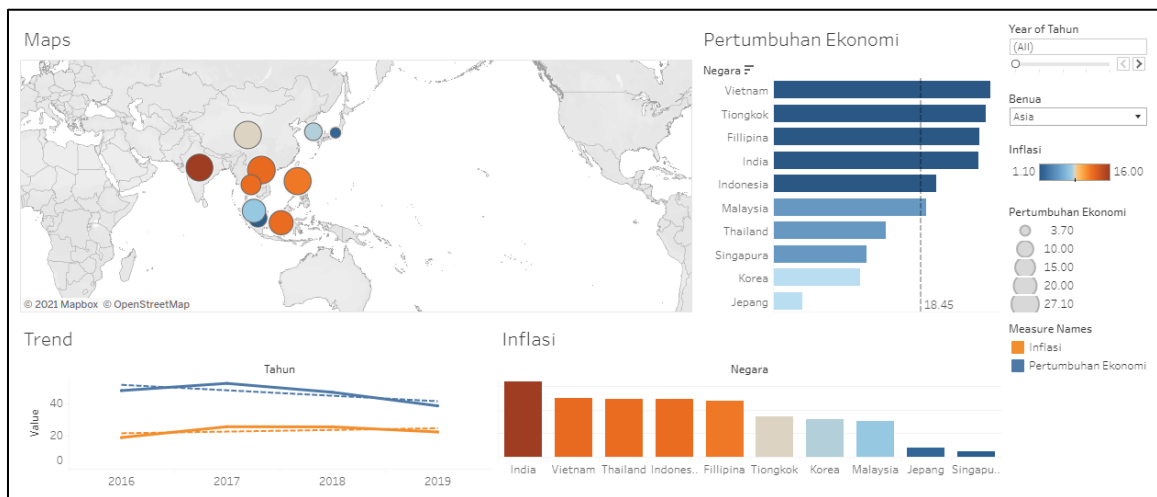 Maps
© 2021 Mapbox © OpenStreetMap
Pertumbuhan Ekonomi
Negara
Vietnam
Tiongkok
Fillipina
India
Indonesia
Malaysia
Thailand
Singapura
Korea
Jepang
18.45
Year of Tahun
(All)
Benua
Asia
Inflasi
1.10 16.00
Pertumbuhan Ekonomi
3.70
10.00
15.00
20.00
27.10
Measure Names
Inflasi
Pertumbuhan Ekonomi
Trend
Tahun
Value
40
20
0
2016 2017 2018 2019
Inflasi
Negara
India Vietnam Thailand Indones.. Fillipina Tiongkok Korea Malaysia Jepang Singapu..